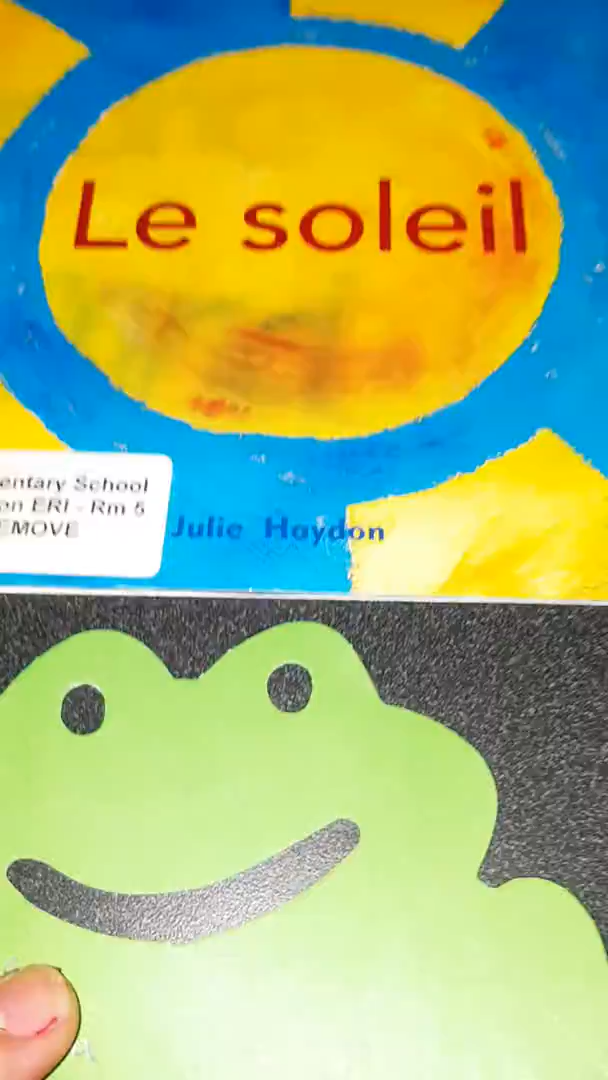 Le soleil
entary School
on ERI - Rm 5
EMOVE
Julie Haydon